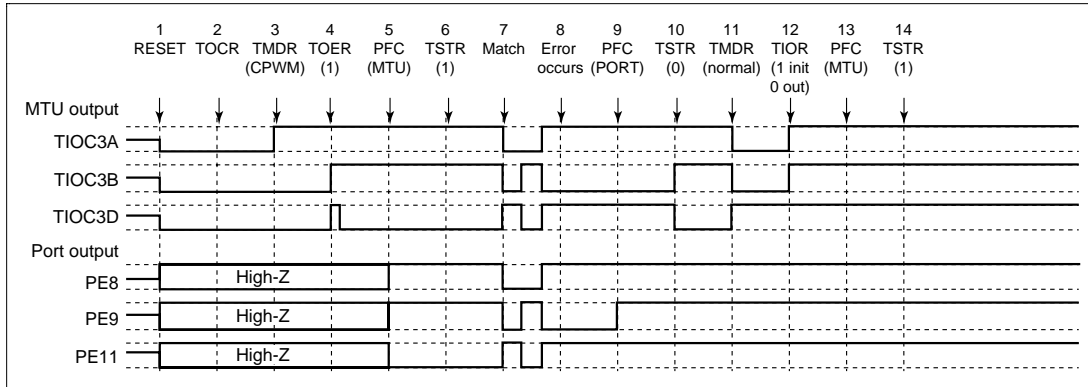 1 2 3 4 5 6 7 8 9 10 11 12 13 14
RESET TOCR TMDR TOER PFC TSTR Match Error PFC TSTR TMDR TIOR PFC TSTR
(CPWM) (1) (MTU) (1) occurs (PORT) (0) (normal) (1 init (MTU) (1)
0 out)
MTU output
TIOC3A
TIOC3B
TIOC3D
Port output
PE8 High-Z
PE9 High-Z
PE11 High-Z